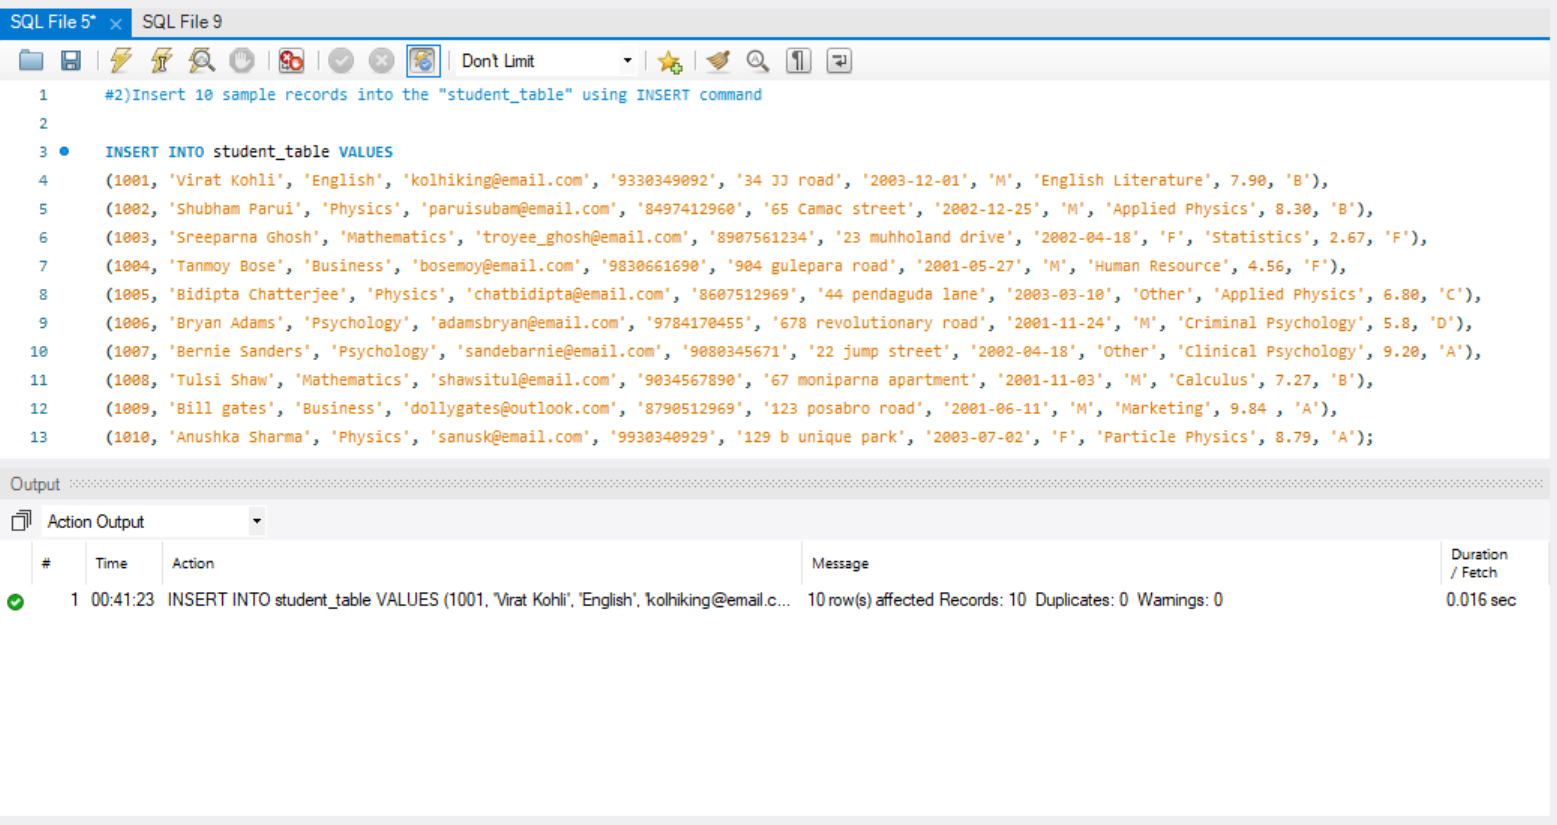 SQL File 5* × SQL File 9
Don't Limit
1 #2)Insert 10 sample records into the "student_table" using INSERT command
2
3 INSERT INTO student_table VALUES
4 (1001, 'Virat Kohli', 'English', 'kolhiking@email.com', '9330349092', '34 JJ road', '2003-12-01', 'M', 'English Literature', 7.90, 'B'),
5 (1002, 'Shubham Parui', 'Physics', 'paruisubam@email.com', '8497412960', '65 Camac street', '2002-12-25', 'M', 'Applied Physics', 8.30, 'B'),
6 (1003, 'Sreeparna Ghosh', 'Mathematics', 'troyee_ghosh@email.com', '8907561234', '23 muhholand drive', '2002-04-18', 'F', 'Statistics', 2.67, 'F'),
7 (1004, 'Tanmoy Bose', 'Business', 'bosemoy@email.com', '9830661690', '904 gulepara road', '2001-05-27', 'M', 'Human Resource', 4.56, 'F'),
8 (1005, 'Bidipta Chatterjee', 'Physics', 'chatbidipta@email.com', '8607512969', '44 pendaguda lane', '2003-03-10', 'Other', 'Applied Physics', 6.80, 'C'),
9 (1006, 'Bryan Adams', 'Psychology', 'adamsbryan@email.com', '9784170455', '678 revolutionary road', '2001-11-24', 'M', 'Criminal Psychology', 5.8, 'D'),
10 (1007, 'Bernie Sanders', 'Psychology', 'sandebarnie@email.com', '9080345671', '22 jump street', '2002-04-18', 'Other', 'Clinical Psychology', 9.20, 'A'),
11 (1008, 'Tulsi Shaw', 'Mathematics', 'shawsitul@email.com', '9034567890', '67 moniparna apartment', '2001-11-03', 'M', 'Calculus', 7.27, 'B'),
12 (1009, 'Bill gates', 'Business', 'dollygates@outlook.com', '8790512969', '123 posabro road', '2001-06-11', 'M', 'Marketing', 9.84 , 'A'),
13 (1010, 'Anushka Sharma', 'Physics', 'sanusk@email.com', '9930340929', '129 b unique park', '2003-07-02', 'F', 'Particle Physics', 8.79, 'A');
Output
Action Output
# Time Action Message Duration / Fetch
1 00:41:23 INSERT INTO student_table VALUES (1001, 'Virat Kohli', 'English', 'kolhiking@email.c... 10 row(s) affected Records: 10 Duplicates: 0 Warnings: 0 0.016 sec